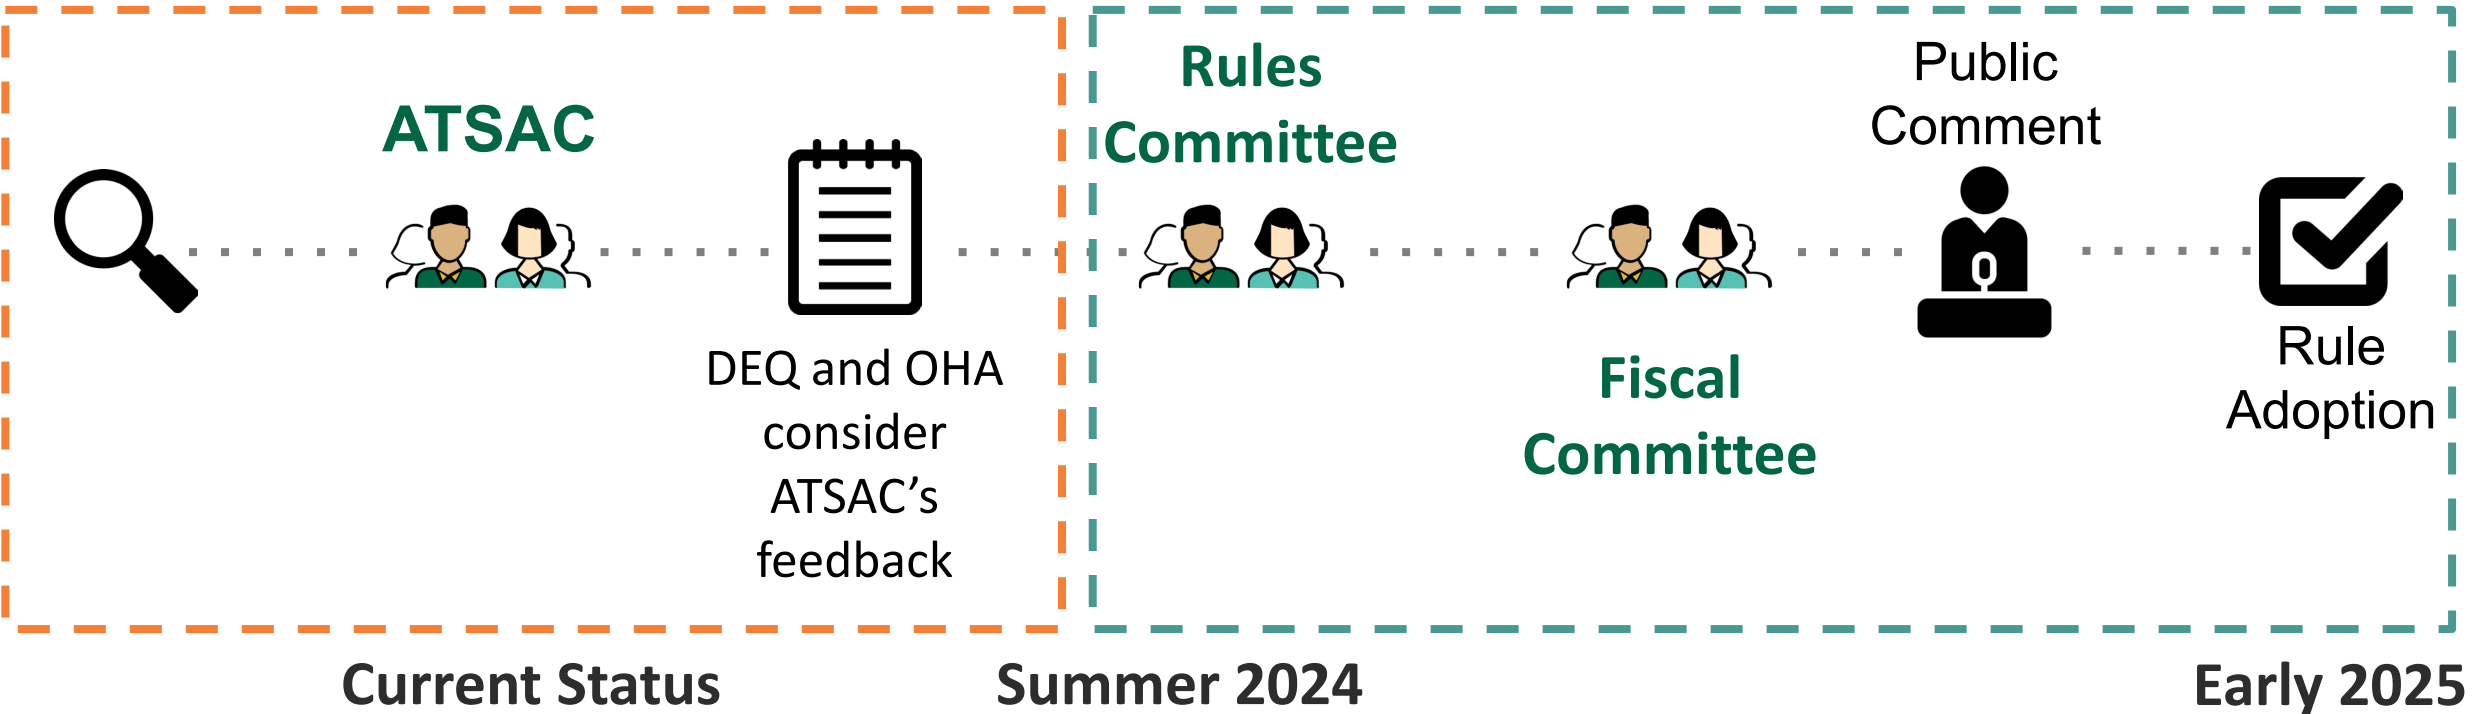 ATSAC
DEQ and OHA
consider
ATSAC’s
feedback
Rules
Committee
Fiscal
Committee
Public
Comment
Rule
Adoption
Current Status
Summer 2024
Early 2025